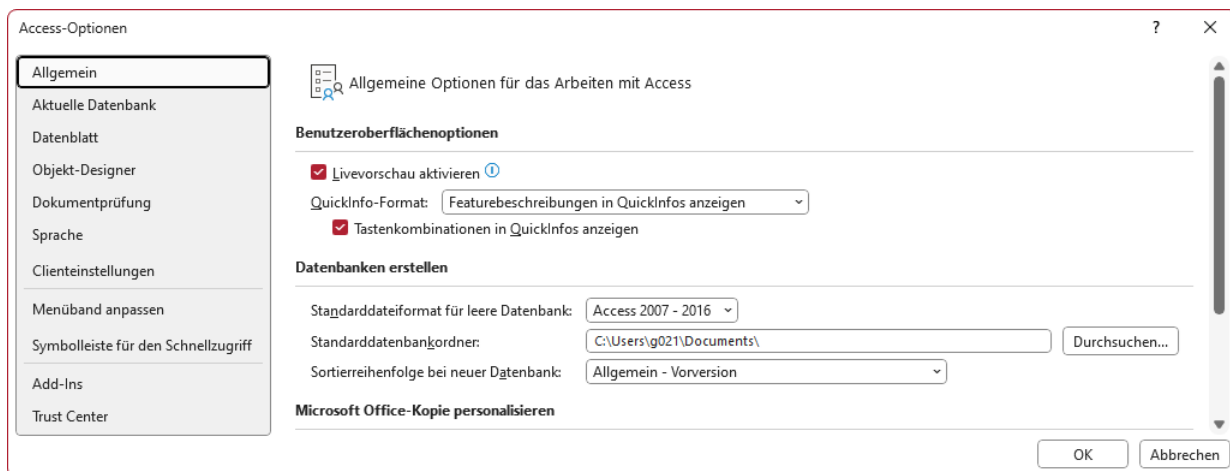 Access-Optionen
?
Allgemein
Aktuelle Datenbank
Datenblatt
Objekt-Designer
Dokumentprüfung
Sprache
Clienteinstellungen
Menüband anpassen
Symbolleiste für den Schnellzugriff
Add-Ins
Trust Center
Allgemeine Optionen für das Arbeiten mit Access
Benutzeroberflächenoptionen
Livevorschau aktivieren
QuickInfo-Format: Featurebeschreibungen in QuickInfos anzeigen
Tastenkombinationen in QuickInfos anzeigen
Datenbanken erstellen
Standarddateiformat für leere Datenbank: Access 2007 - 2016
Standarddatenbankordner: C:\Users\g021\Documents\ Durchsuchen...
Sortierreihenfolge bei neuer Datenbank: Allgemein - Vorversion
Microsoft Office-Kopie personalisieren
OK Abbrechen